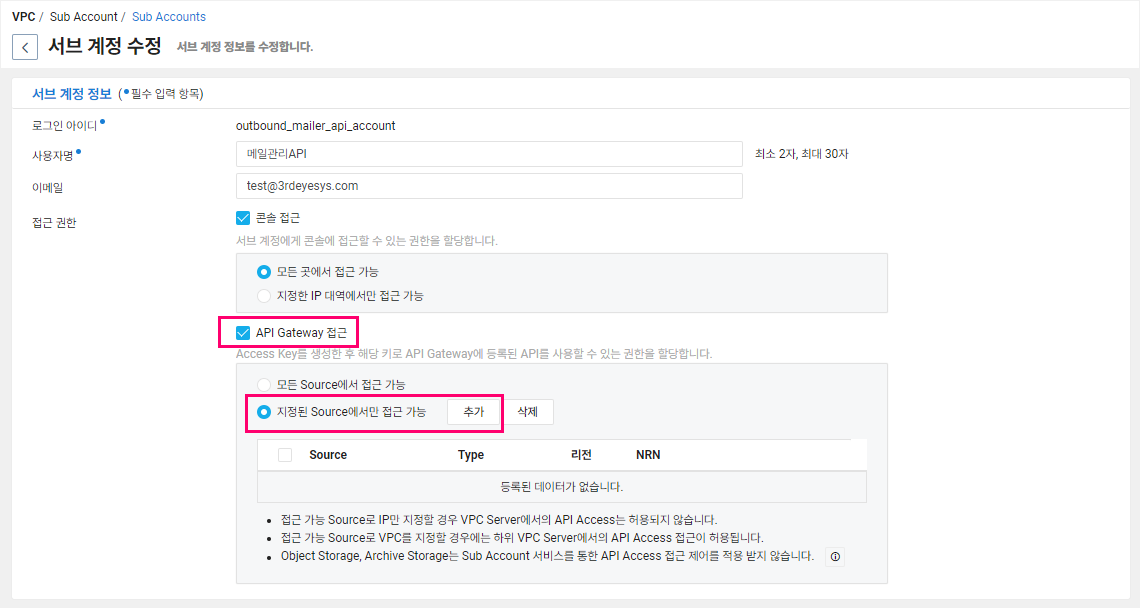 VPC / Sub Account / Sub Accounts
서브 계정 수정 서브 계정 정보를 수정합니다.
서브 계정 정보 (•필수 입력 항목)
로그인 아이디• outbound_mailer_api_account
사용자명• 메일관리API 최소 2자, 최대 30자
이메일 test@3rdeyesys.com
접근 권한 콘솔 접근
서브 계정에게 콘솔에 접근할 수 있는 권한을 할당합니다.
모든 곳에서 접근 가능
지정한 IP 대역에서만 접근 가능
API Gateway 접근
Access Key를 생성한 후 해당 키로 API Gateway에 등록된 API를 사용할 수 있는 권한을 할당합니다.
모든 Source에서 접근 가능
지정된 Source에서만 접근 가능 추가 삭제
Source Type 리전 NRN
등록된 데이터가 없습니다.
• 접근 가능 Source로 IP만 지정할 경우 VPC Server에서의 API Access는 허용되지 않습니다.
• 접근 가능 Source로 VPC를 지정할 경우에는 하위 VPC Server에서의 API Access 접근이 허용됩니다.
• Object Storage, Archive Storage는 Sub Account 서비스를 통한 API Access 접근 제어를 적용 받지 않습니다.